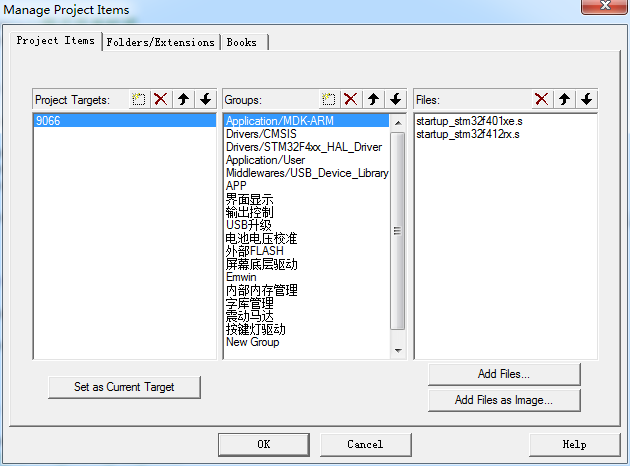 Manage Project Items
Project Items Folders/Extensions Books
Project Targets: Groups: Files:
9066
Application/MDK-ARM
Drivers/CMSIS
Drivers/STM32F4xx_HAL_Driver
Application/User
Middlewares/USB_Device_Library
APP
界面显示
输出控制
USB升级
电池电压校准
外部FLASH
屏幕底层驱动
Emwin
内部内存管理
字库管理
震动马达
按键灯驱动
New Group
startup_stm32f401xe.s
startup_stm32f412rx.s
Set as Current Target
Add Files...
Add Files as Image...
OK Cancel Help